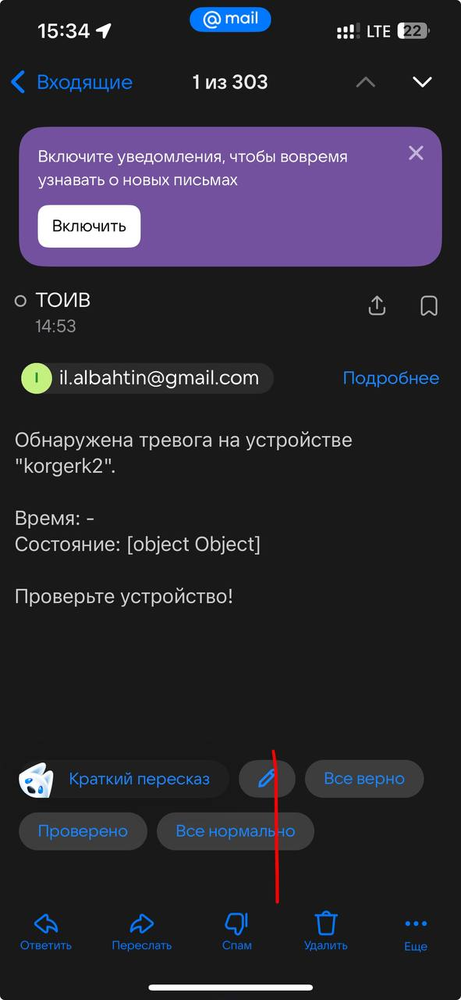 15:34
@mail
LTE 22
Входящие
1 из 303
Включите уведомления, чтобы вовремя
узнавать о новых письмах
Включить
ТОИВ
14:53
I il.albahtin@gmail.com
Подробнее
Обнаружена тревога на устройстве
"korgerk2".
Время: -
Состояние: [object Object]
Проверьте устройство!
Краткий пересказ
Все верно
Проверено
Все нормально
Ответить
Переслать
Спам
Удалить
Еще